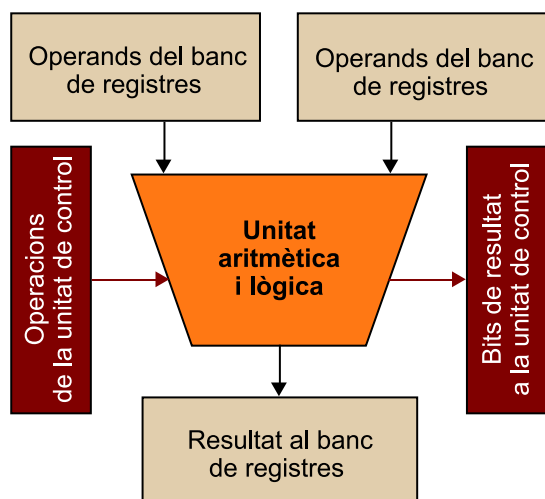 Operands del banc
de registres
Operands del banc
de registres
Operacions
de la unitat de control
Unitat
aritmètica
i lògica
Bits de resultat
a la unitat de control
Resultat al banc
de registres